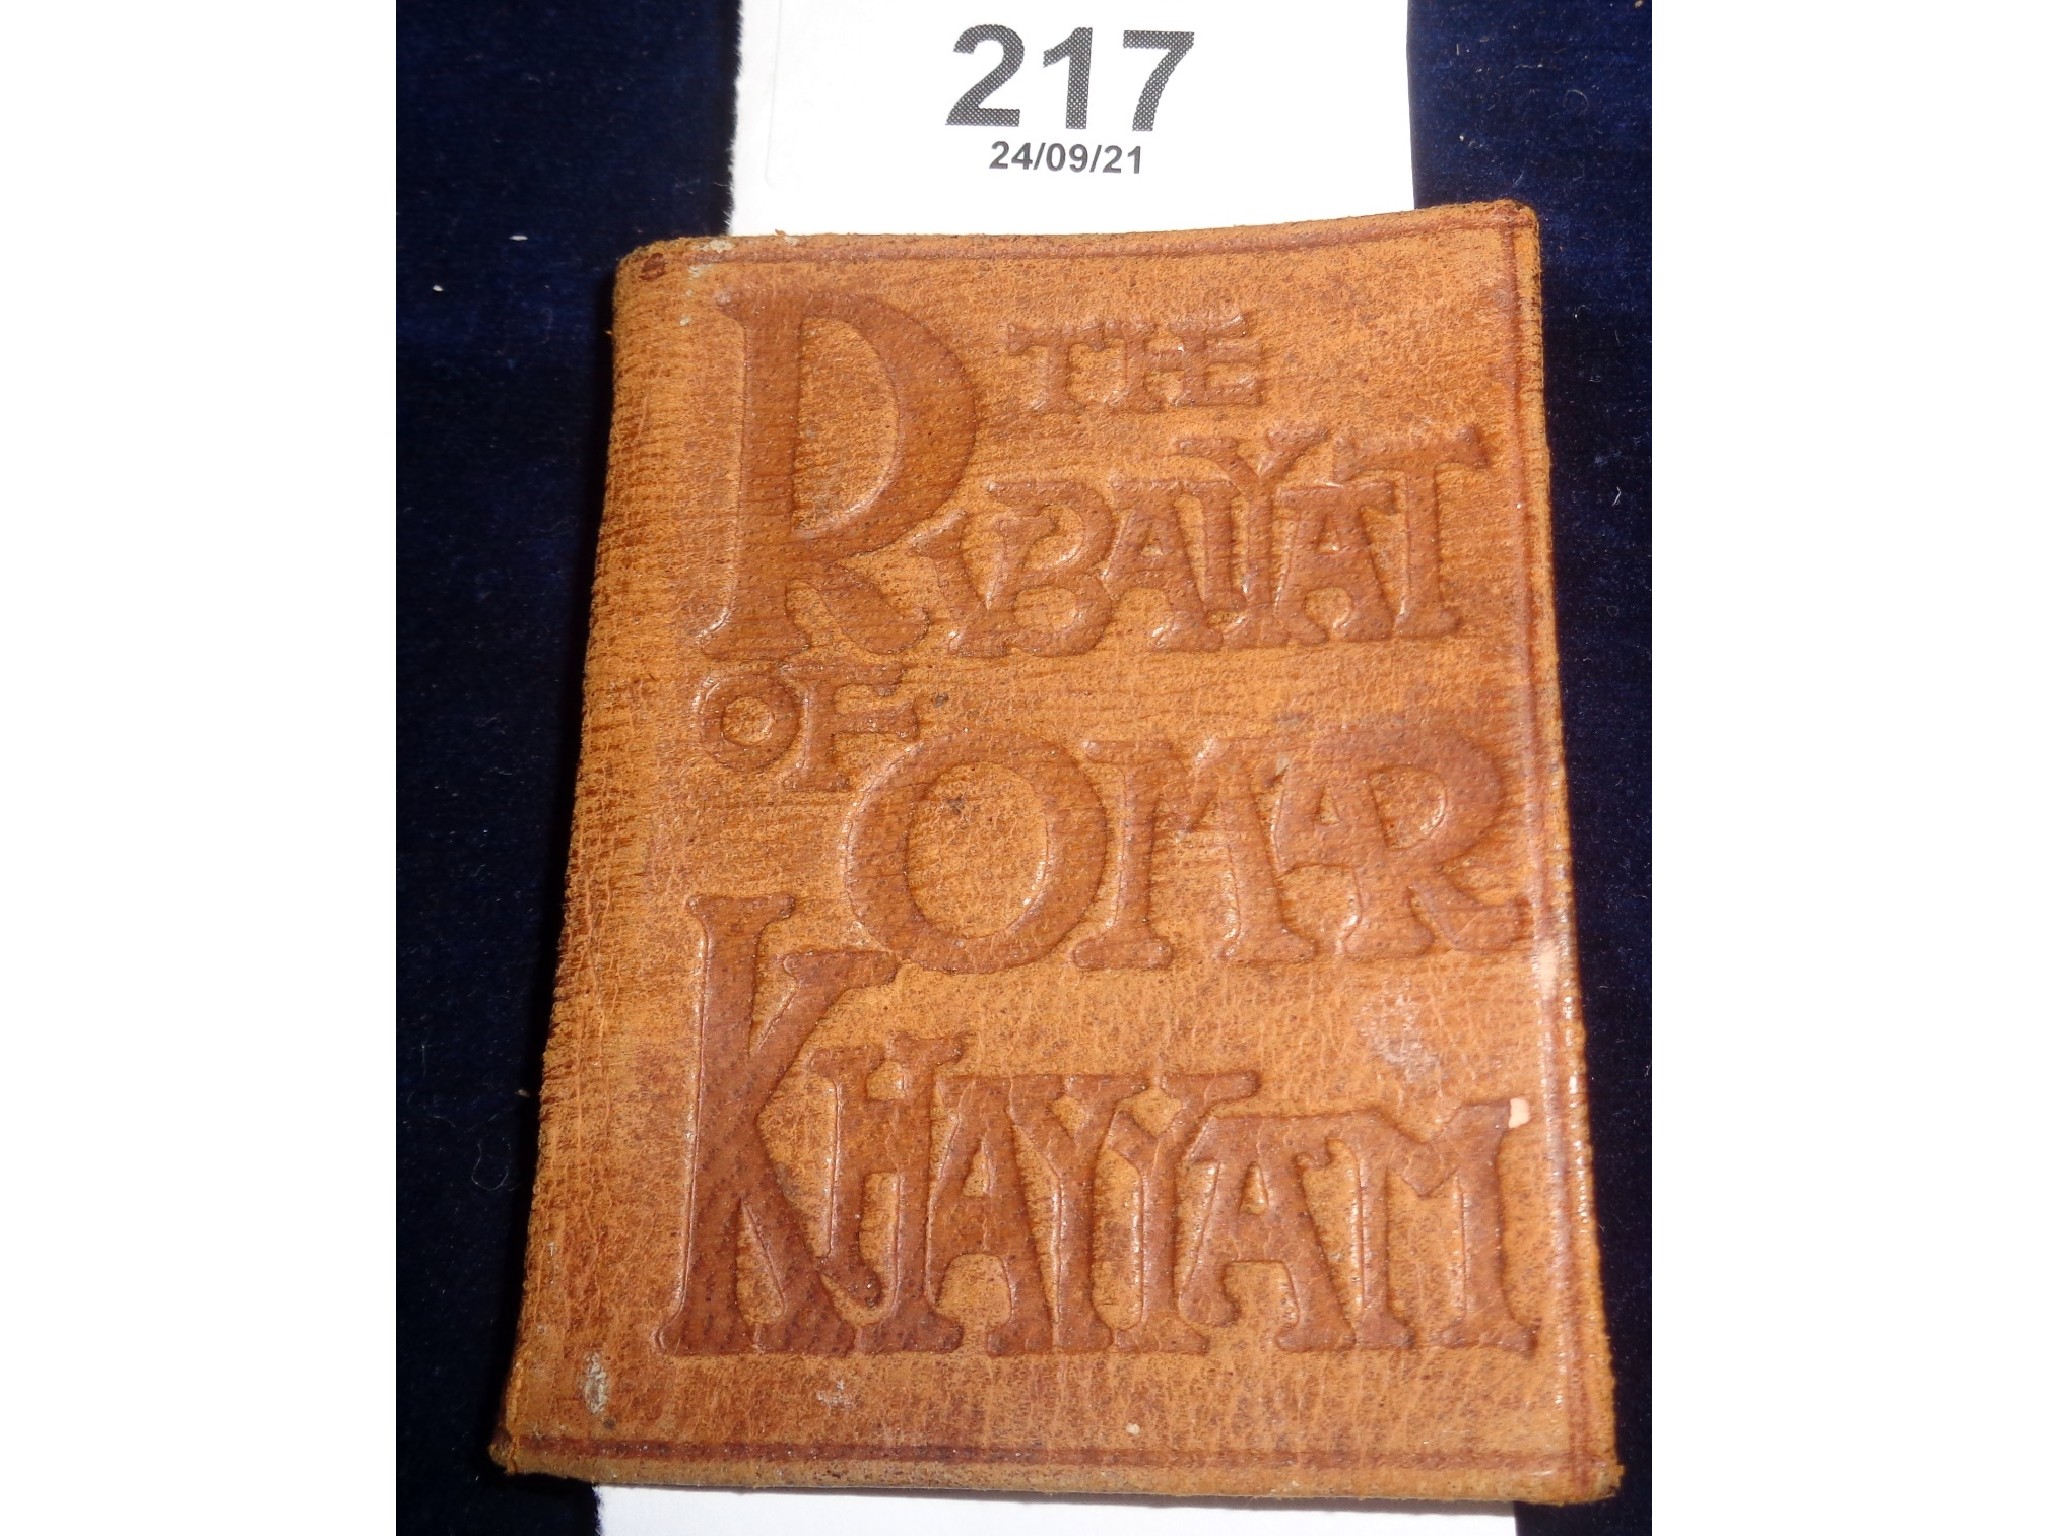 217
24/09/21
THE
RUBAIYAT
OF OMAR
KHAYYAM